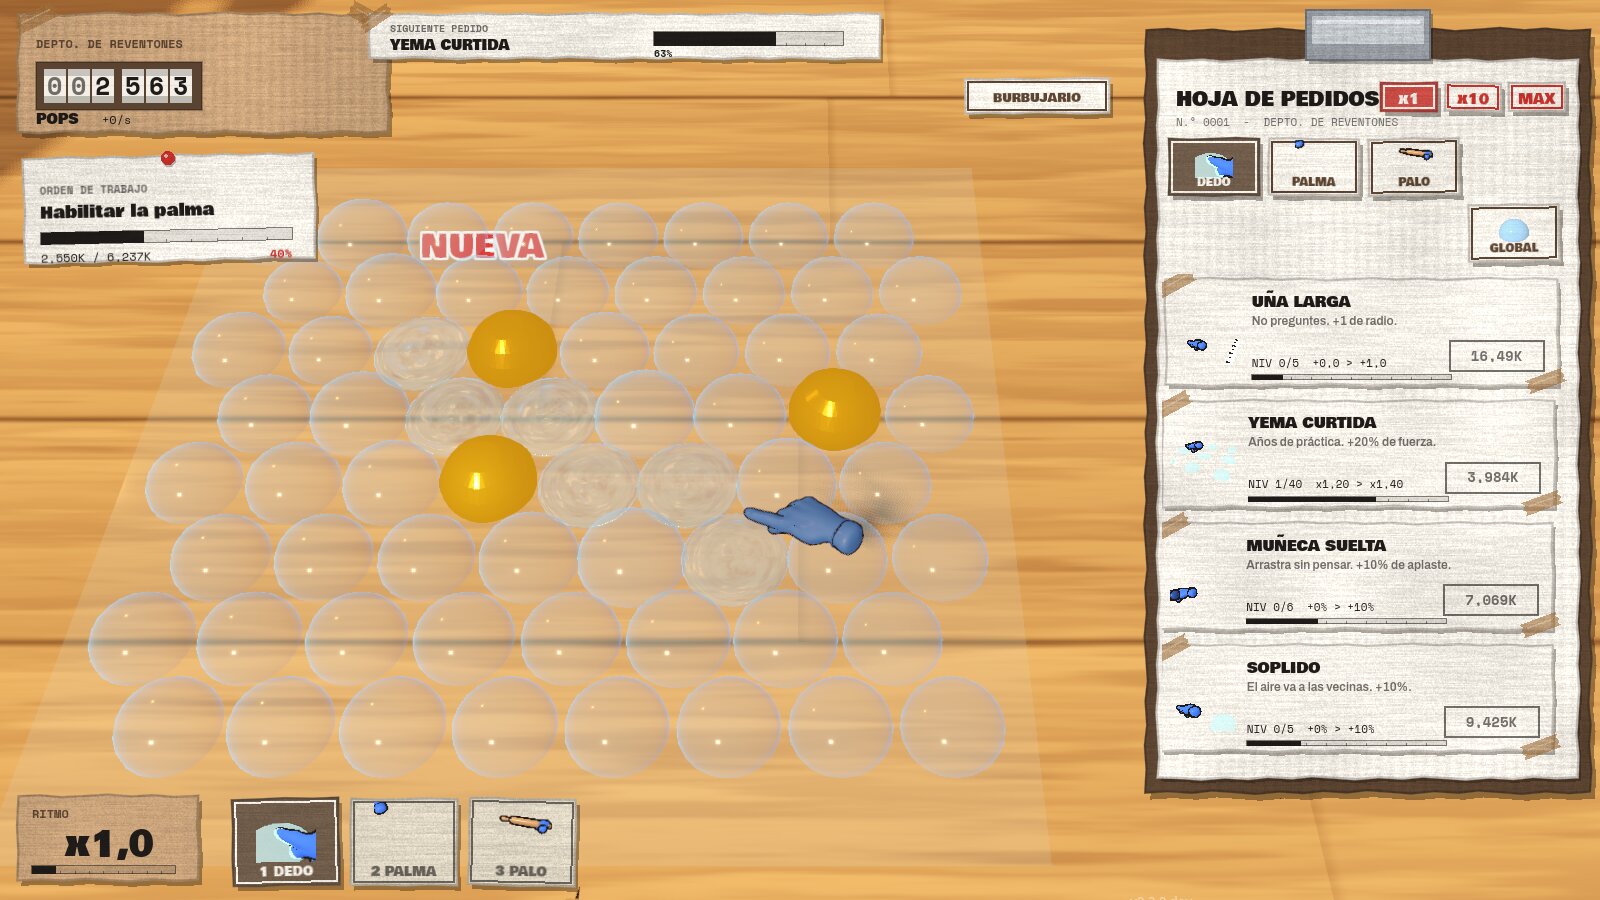 DEPTO. DE REVENTONES
002563
POPS +0/s
SIGUIENTE PEDIDO
YEMA CURTIDA
63%
BURBUJARIO
ORDEN DE TRABAJO
Habilitar la palma
2,550K / 6,237K
40%
NUEVA
HOJA DE PEDIDOS
x1
x10
MAX
N.° 0001 - DEPTO. DE REVENTONES
DEDO
PALMA
PALO
GLOBAL
UÑA LARGA
No preguntes. +1 de radio.
NIV 0/5 +0,0 > +1,0
16,49K
YEMA CURTIDA
Años de práctica. +20% de fuerza.
NIV 1/40 x1,20 > x1,40
3,984K
MUÑECA SUELTA
Arrastra sin pensar. +10% de aplaste.
NIV 0/6 +0% > +10%
7,069K
SOPLIDO
El aire va a las vecinas. +10%.
NIV 0/5 +0% > +10%
9,425K
RITMO
x1,0
1 DEDO
2 PALMA
3 PALO